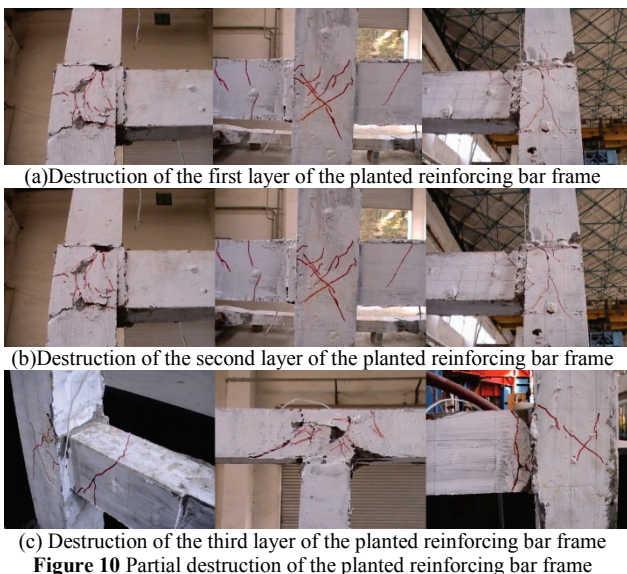 (a)Destruction of the first layer of the planted reinforcing bar frame
(b)Destruction of the second layer of the planted reinforcing bar frame
(c) Destruction of the third layer of the planted reinforcing bar frame
Figure 10 Partial destruction of the planted reinforcing bar frame